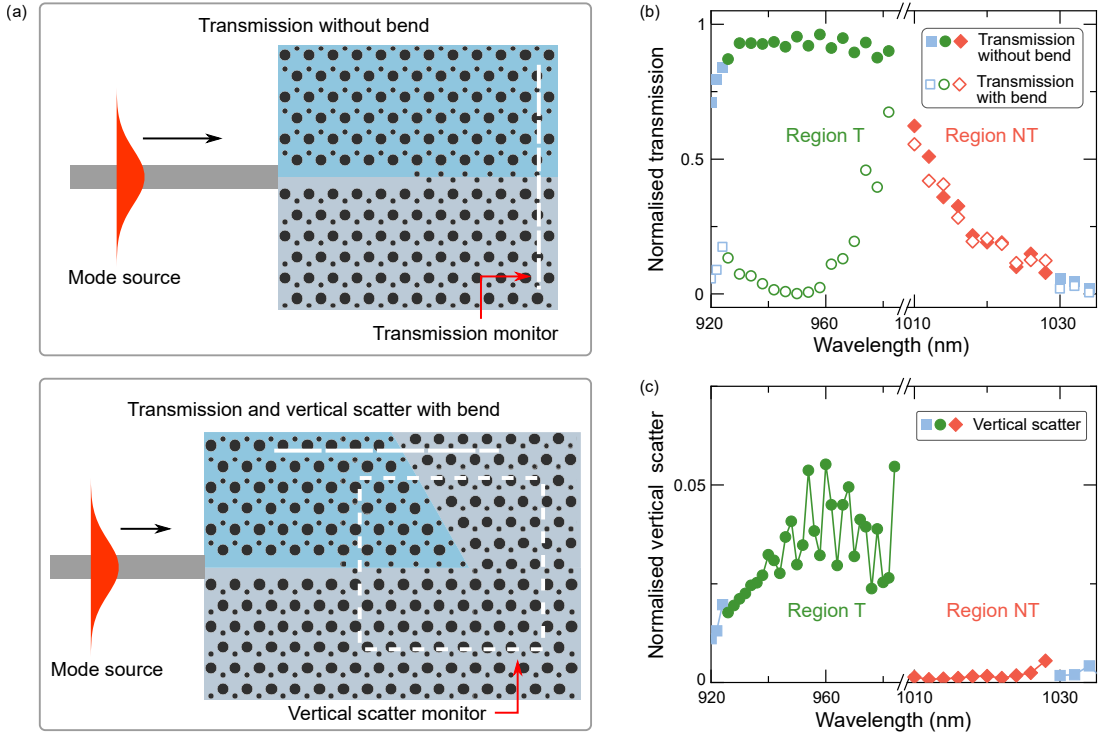 (a)
Transmission without bend
Mode source
Transmission monitor
Transmission and vertical scatter with bend
Mode source
Vertical scatter monitor
(b)
Normalised transmission
1
0.5
0
Transmission
without bend
Transmission
with bend
Region T
Region NT
920
960
1010
1030
Wavelength (nm)
(c)
Normalised vertical scatter
0.05
0
Vertical scatter
Region T
Region NT
920
960
1010
1030
Wavelength (nm)